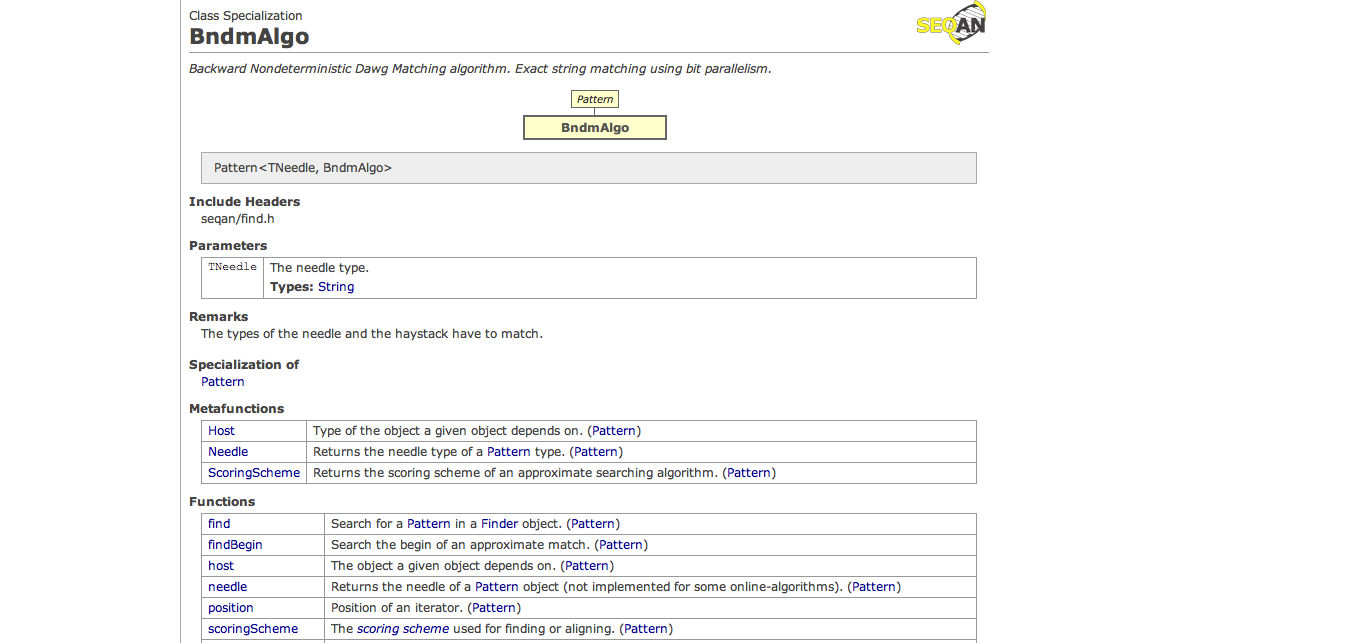 Class Specialization
BndmAlgo
SEQAN
Backward Nondeterministic Dawg Matching algorithm. Exact string matching using bit parallelism.
Pattern
BndmAlgo
Pattern<TNeedle, BndmAlgo>
Include Headers
seqan/find.h
Parameters
TNeedle The needle type.
Types: String
Remarks
The types of the needle and the haystack have to match.
Specialization of
Pattern
Metafunctions
Host Type of the object a given object depends on. (Pattern)
Needle Returns the needle type of a Pattern type. (Pattern)
ScoringScheme Returns the scoring scheme of an approximate searching algorithm. (Pattern)
Functions
find Search for a Pattern in a Finder object. (Pattern)
findBegin Search the begin of an approximate match. (Pattern)
host The object a given object depends on. (Pattern)
needle Returns the needle of a Pattern object (not implemented for some online-algorithms). (Pattern)
position Position of an iterator. (Pattern)
scoringScheme The scoring scheme used for finding or aligning. (Pattern)